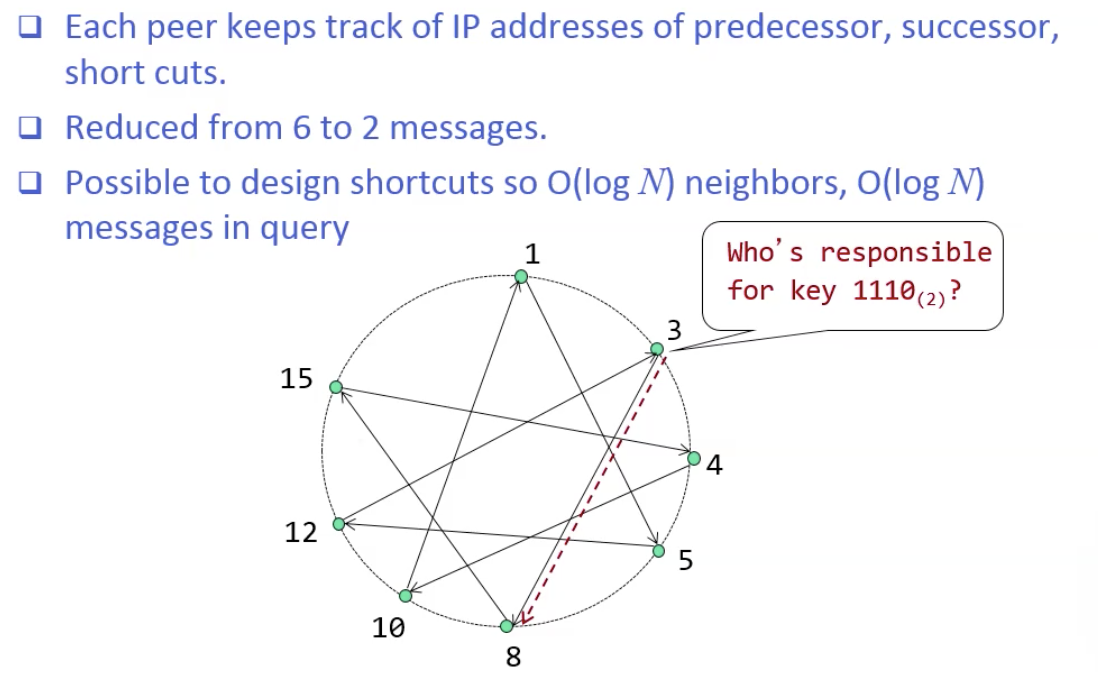 ❑ Each peer keeps track of IP addresses of predecessor, successor,
short cuts.
❑ Reduced from 6 to 2 messages.
❑ Possible to design shortcuts so O(log N) neighbors, O(log N)
messages in query
1
Who's responsible
for key 1110(2)?
3
15
4
12
5
10
8